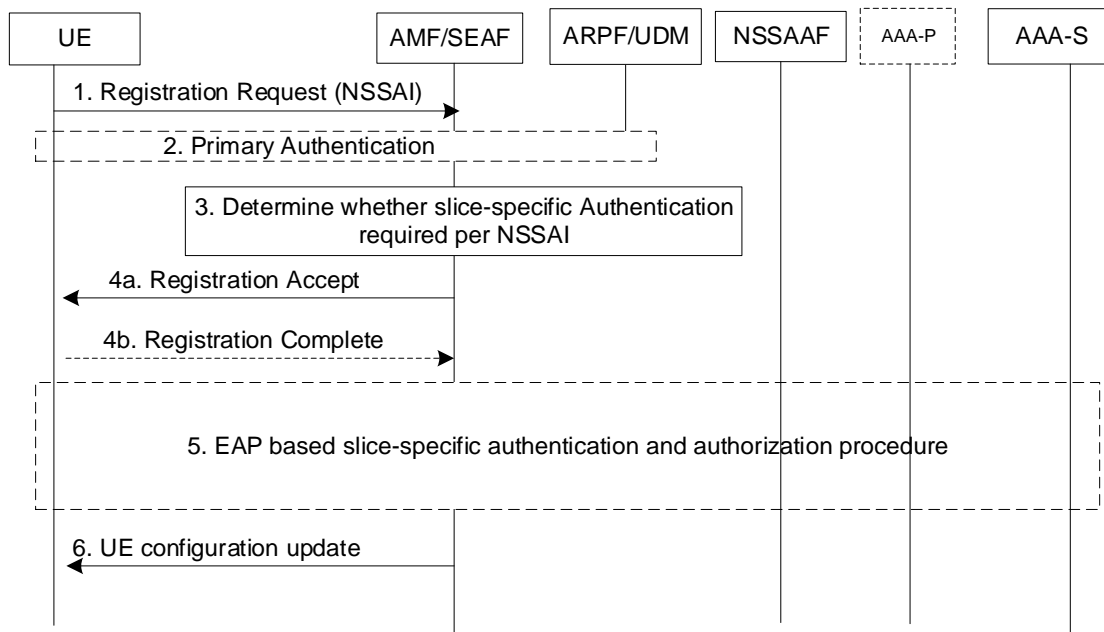 UE
AMF/SEAF
ARPF/UDM
NSSAAF
AAA-P
AAA-S
1. Registration Request (NSSAI)
2. Primary Authentication
3. Determine whether slice-specific Authentication
required per NSSAI
4a. Registration Accept
4b. Registration Complete
5. EAP based slice-specific authentication and authorization procedure
6. UE configuration update